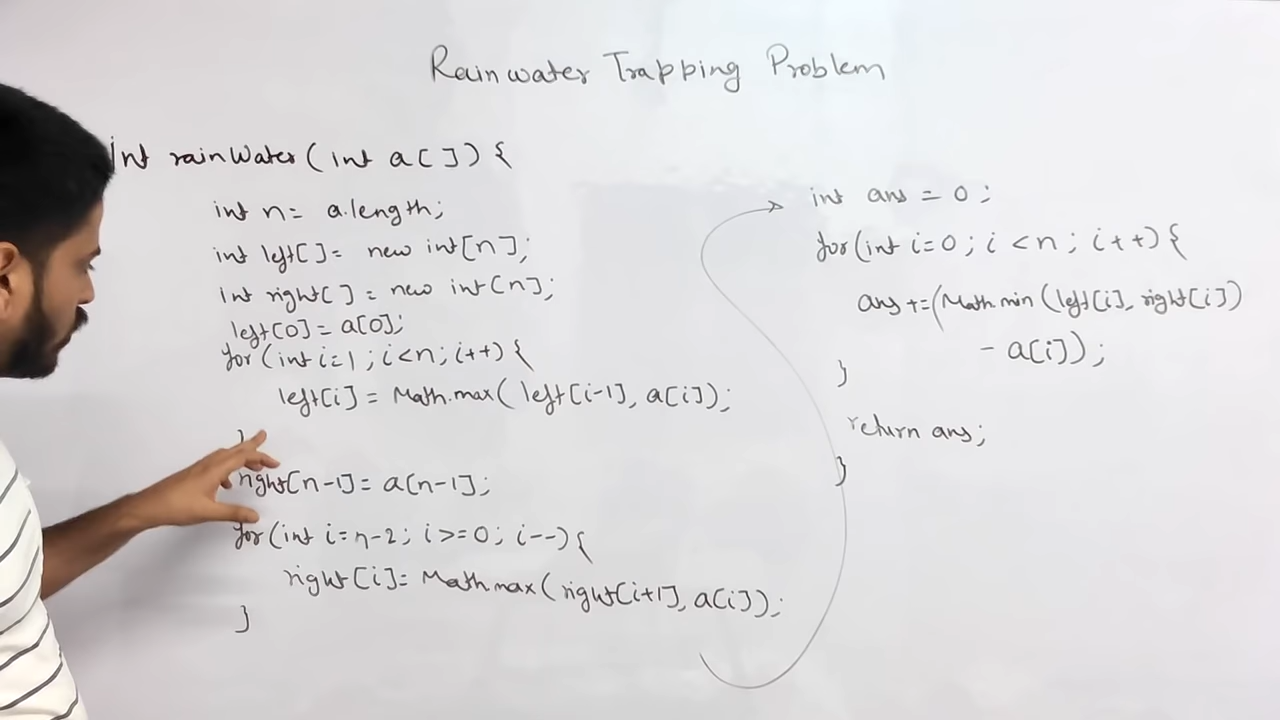 Rainwater Trapping Problem
int rainWater(int a[]) {
int n= a.length;
int left[]= new int[n];
int right[]= new int[n];
left[0]= a[0];
for(int i=1; i<n; i++) {
left[i] = Math.max(left[i-1], a[i]);
}
right[n-1]= a[n-1];
for(int i=n-2; i>=0; i--){
right[i]= Math.max(right[i+1], a[i]);
}
int ans = 0;
for(int i=0; i<n; i++) {
ans +=(Math.min(left[i], right[i])
- a[i]);
}
return ans;
}